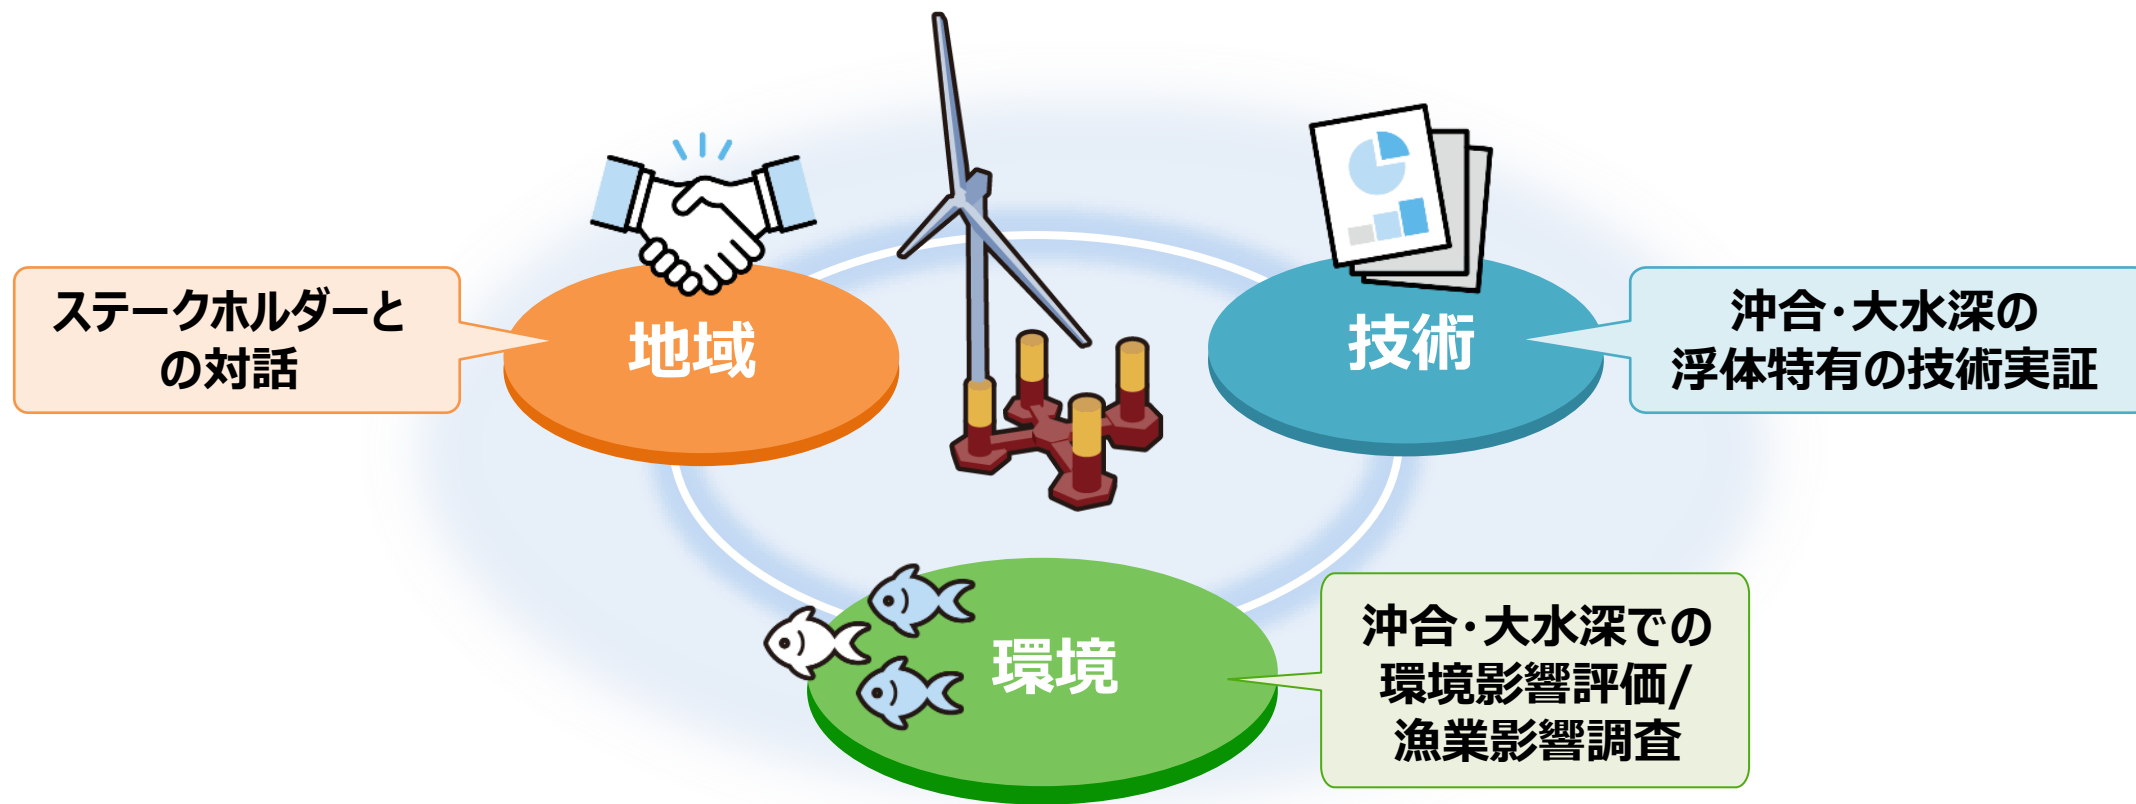 ステークホルダーと
の対話
地域
技術
沖合･大水深の
浮体特有の技術実証
環境
沖合･大水深での
環境影響評価/
漁業影響調査